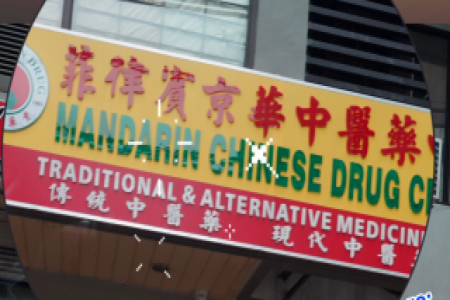 菲律賓京華中醫藥
MANDARIN CHINESE DRUG
TRADITIONAL & ALTERNATIVE MEDICIN
傳統中醫藥 現代中醫